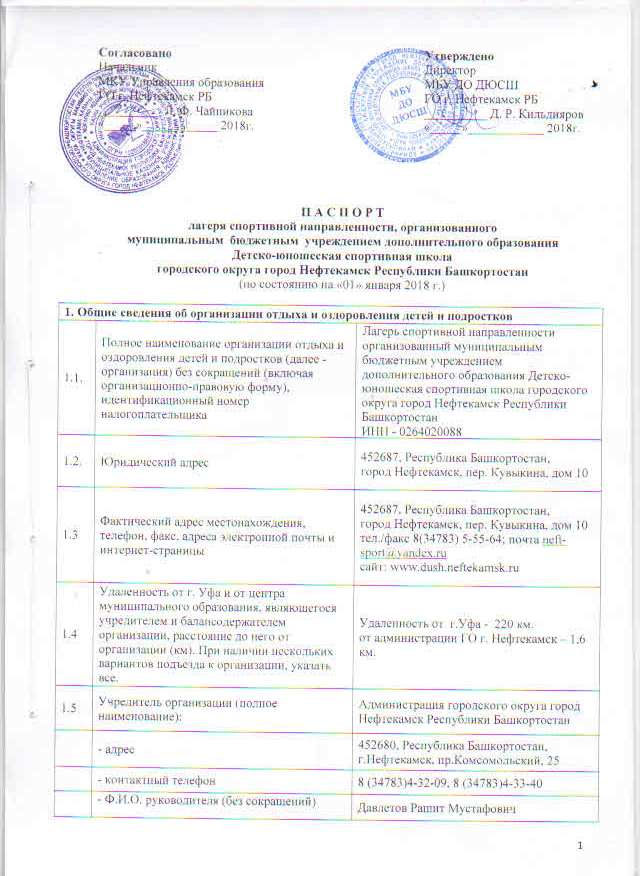 Согласовано
Начальник
МКУ Управления образования
ГО г. Нефтекамск РБ
Ф. Чайникова
2018г.
Утверждено
Директор
МБУ ДО ДЮСШ
ГО г. Нефтекамск РБ
Д. Р. Кильдияров
2018г.
МБУ
ДО
ДЮСШ
П А С П О Р Т
лагеря спортивной направленности, организованного
муниципальным бюджетным учреждением дополнительного образования
Детско-юношеская спортивная школа
городского округа город Нефтекамск Республики Башкортостан
(по состоянию на «01» января 2018 г.)
1. Общие сведения об организации отдыха и оздоровления детей и подростков
1.1.
Полное наименование организации отдыха и
оздоровления детей и подростков (далее -
организация) без сокращений (включая
организационно-правовую форму),
идентификационный номер
налогоплательщика
Лагерь спортивной направленности
организованный муниципальным
бюджетным учреждением
дополнительного образования Детско-
юношеская спортивная школа городского
округа город Нефтекамск Республики
Башкортостан
ИНН - 0264020088
1.2.
Юридический адрес
452687, Республика Башкортостан,
город Нефтекамск, пер. Кувыкина, дом 10
1.3
Фактический адрес местонахождения,
телефон, факс, адреса электронной почты и
интернет-страницы
452687, Республика Башкортостан,
город Нефтекамск, пер. Кувыкина, дом 10
тел./факс 8(34783) 5-55-64; почта neft-
sport@yandex.ru
сайт: www.dush.neftekamsk.ru
1.4
Удаленность от г. Уфа и от центра
муниципального образования, являющегося
учредителем и балансодержателем
организации, расстояние до него от
организации (км). При наличии нескольких
вариантов подъезда к организации, указать
все.
Удаленность от г.Уфа - 220 км.
от администрации ГО г. Нефтекамск – 1,6
км.
1.5
Учредитель организации (полное
наименование):
Администрация городского округа город
Нефтекамск Республики Башкортостан
- адрес
452680, Республика Башкортостан,
г.Нефтекамск, пр.Комсомольский, 25
- контактный телефон
8 (34783)4-32-09, 8 (34783)4-33-40
- Ф.И.О. руководителя (без сокращений)
Давлетов Рашит Мустафович
1